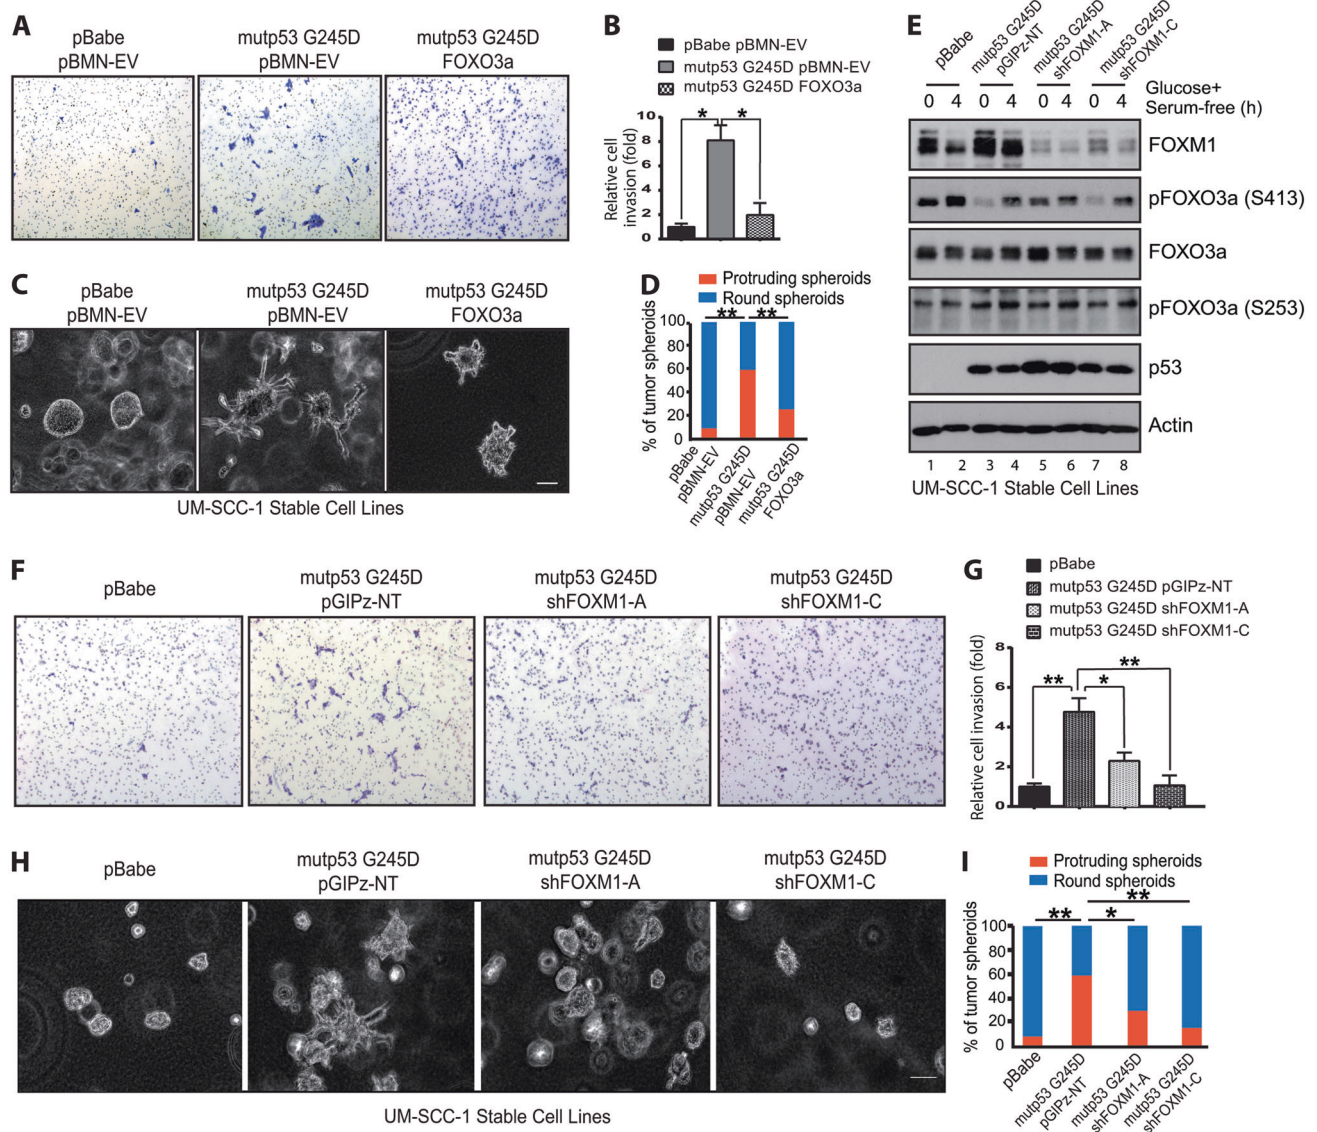 A
pBabe
pBMN-EV
mutp53 G245D
pBMN-EV
mutp53 G245D
FOXO3a
B
pBabe pBMN-EV
mutp53 G245D pBMN-EV
mutp53 G245D FOXO3a
Relative cell
invasion (fold)
10
8
6
4
2
0
*
*
C
pBabe
pBMN-EV
mutp53 G245D
pBMN-EV
mutp53 G245D
FOXO3a
UM-SCC-1 Stable Cell Lines
D
Protruding spheroids
Round spheroids
**
**
% of tumor spheroids
100
80
60
40
20
0
pBabe
pBMN-EV
mutp53 G245D
pBMN-EV
mutp53 G245D
FOXO3a
E
pBabe
mutp53 G245D
pGIPz-NT
mutp53 G245D
shFOXM1-A
mutp53 G245D
shFOXM1-C
0 4 0 4 0 4 0 4
Glucose+
Serum-free (h)
FOXM1
pFOXO3a (S413)
FOXO3a
pFOXO3a (S253)
p53
Actin
1 2 3 4 5 6 7 8
UM-SCC-1 Stable Cell Lines
F
pBabe
mutp53 G245D
pGIPz-NT
mutp53 G245D
shFOXM1-A
mutp53 G245D
shFOXM1-C
G
pBabe
mutp53 G245D pGIPz-NT
mutp53 G245D shFOXM1-A
mutp53 G245D shFOXM1-C
Relative cell invasion (fold)
8
6
4
2
0
**
*
**
H
pBabe
mutp53 G245D
pGIPz-NT
mutp53 G245D
shFOXM1-A
mutp53 G245D
shFOXM1-C
UM-SCC-1 Stable Cell Lines
I
Protruding spheroids
Round spheroids
**
**
*
% of tumor spheroids
100
80
60
40
20
0
pBabe
mutp53 G245D
pGIPz-NT
mutp53 G245D
shFOXM1-A
mutp53 G245D
shFOXM1-C